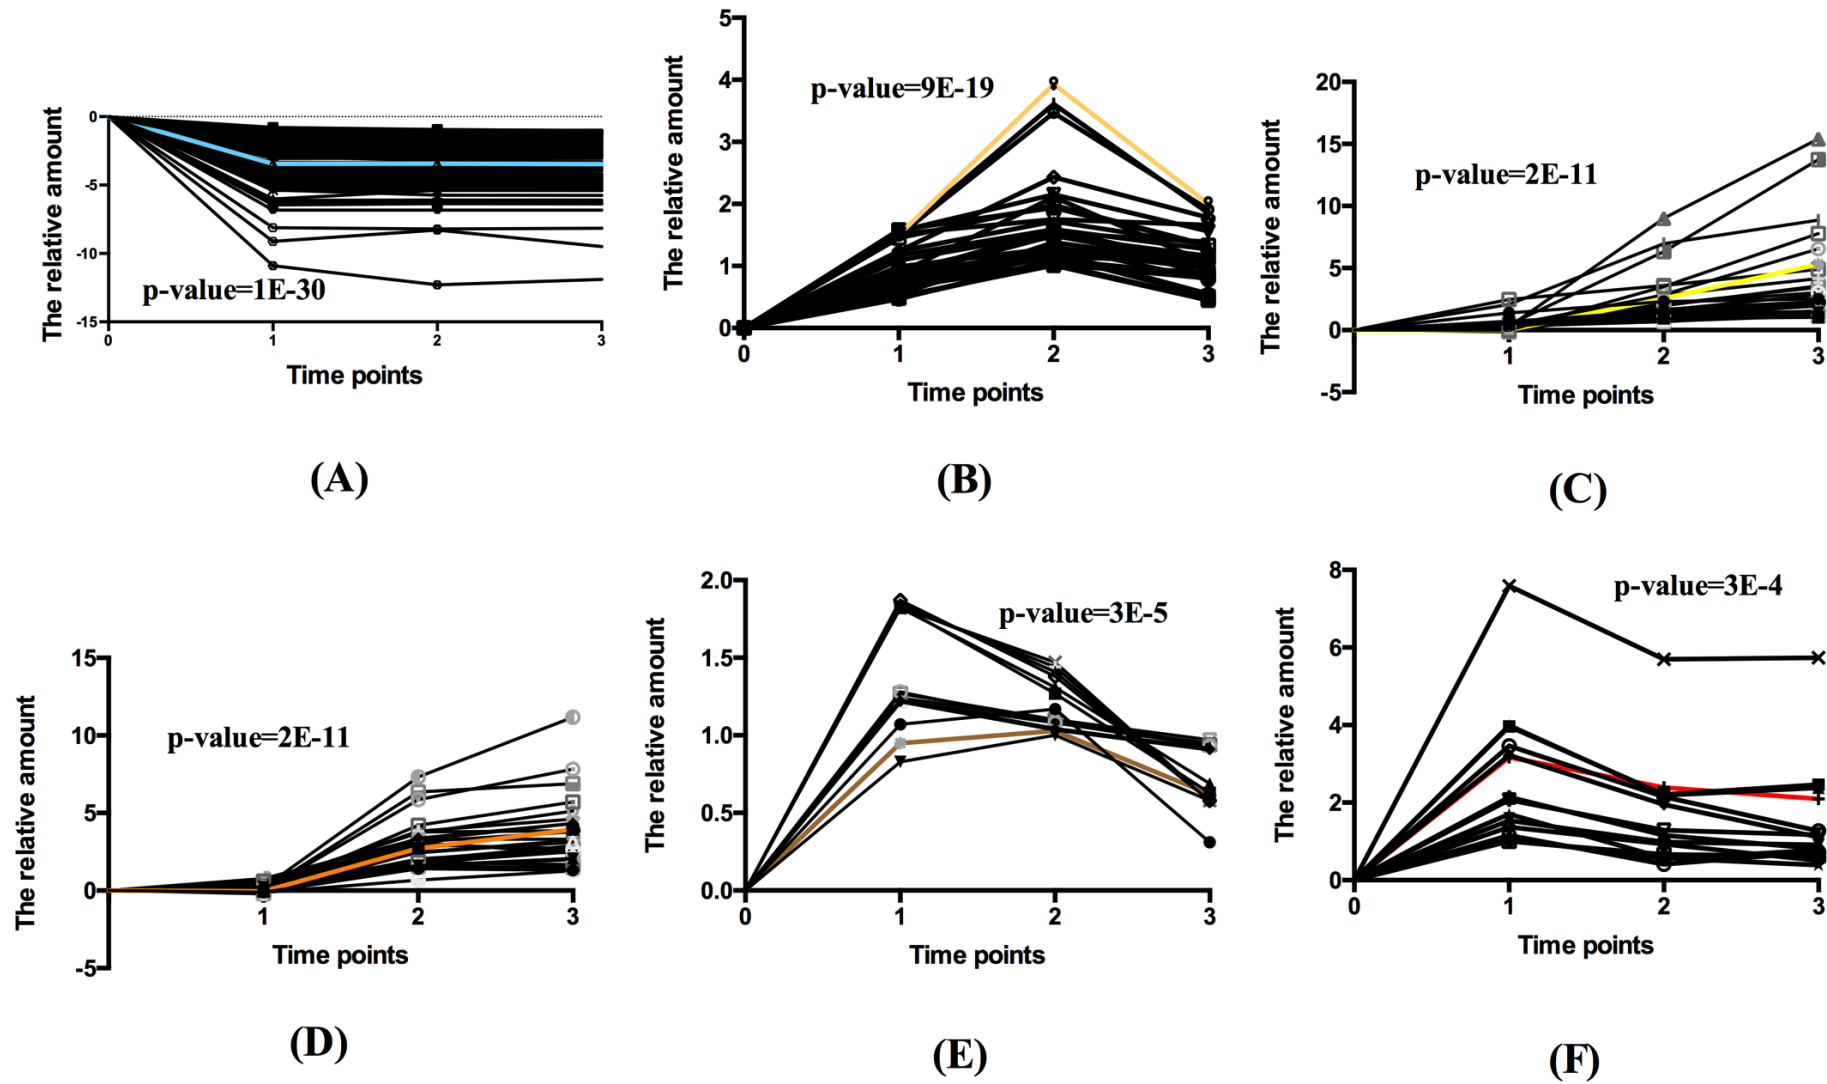 The relative amount
0
-5
-10
-15
0
1
2
3
p-value=1E-30
Time points
(A)
The relative amount
5
4
3
2
1
0
0
1
2
3
p-value=9E-19
Time points
(B)
The relative amount
20
15
10
5
0
-5
1
2
3
p-value=2E-11
Time points
(C)
The relative amount
15
10
5
0
-5
1
2
3
p-value=2E-11
Time points
(D)
The relative amount
2.0
1.5
1.0
0.5
0.0
0
1
2
3
p-value=3E-5
Time points
(E)
The relative amount
8
6
4
2
0
0
1
2
3
p-value=3E-4
Time points
(F)